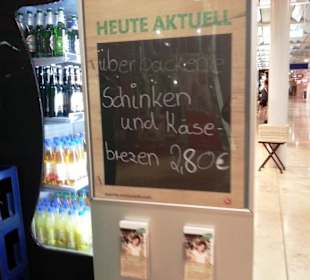 HEUTE AKTUELL
überbackene
Schinken
und Käse-
brezen 2,80€